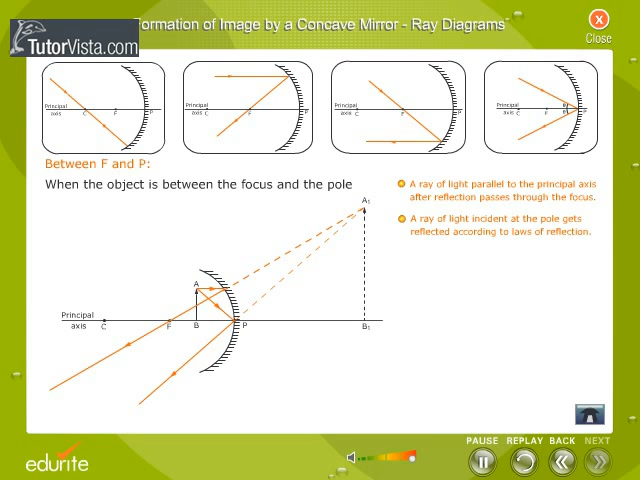 Formation of Image by a Concave Mirror - Ray Diagrams
TutorVista.com
Close
Principal
axis C F P
Principal
axis C F P
Principal
axis C F P
Principal
axis C F P
Between F and P:
When the object is between the focus and the pole
A ray of light parallel to the principal axis
after reflection passes through the focus.
A ray of light incident at the pole gets
reflected according to laws of reflection.
A1
A
Principal
axis C F B P B1
edurite
PAUSE REPLAY BACK NEXT